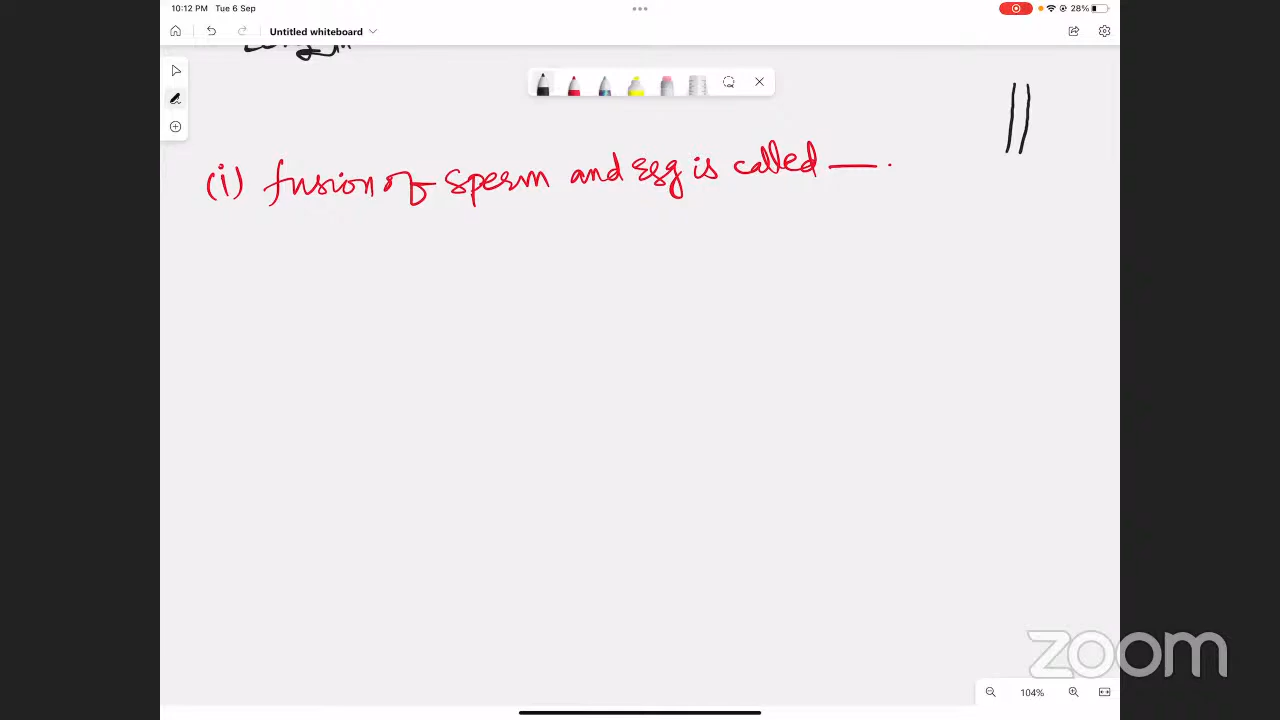 10:12 PM Tue 6 Sep
28%
Untitled whiteboard
(i) fusion of sperm and egg is called —.
zoom
104%